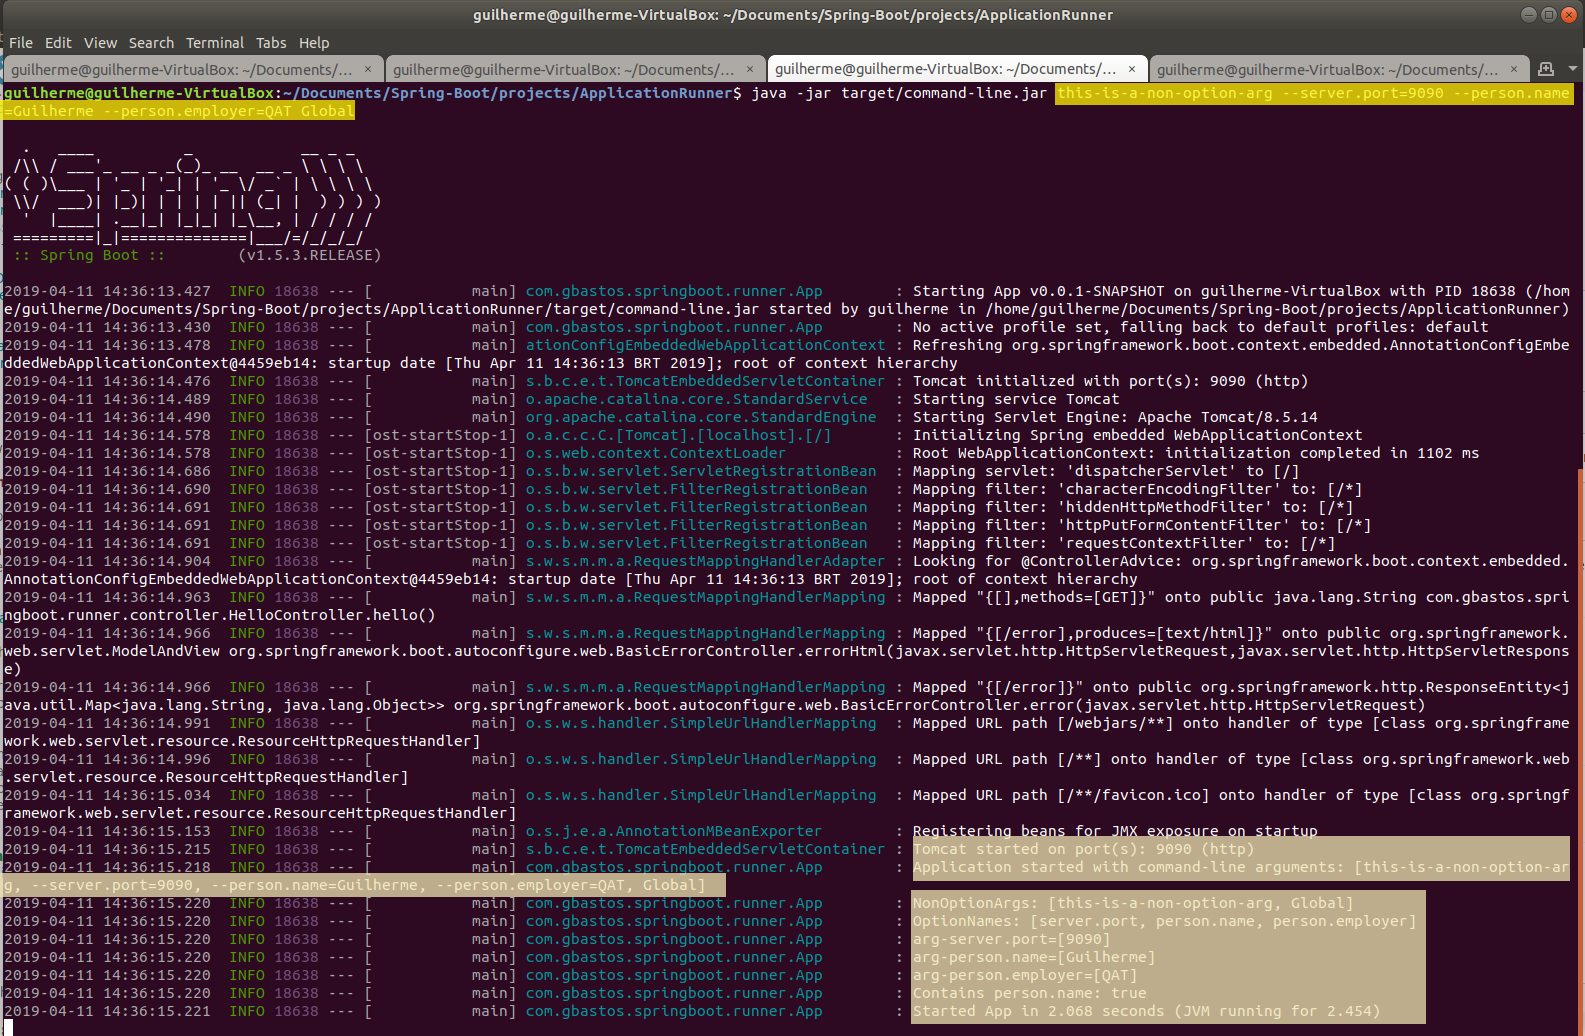 guilherme@guilherme-VirtualBox: ~/Documents/Spring-Boot/projects/ApplicationRunner
File Edit View Search Terminal Tabs Help
guilherme@guilherme-VirtualBox: ~/Documents/... × guilherme@guilherme-VirtualBox: ~/Documents/... × guilherme@guilherme-VirtualBox: ~/Documents/... × guilherme@guilherme-VirtualBox: ~/Documents/... ×
guilherme@guilherme-VirtualBox:~/Documents/Spring-Boot/projects/ApplicationRunner$ java -jar target/command-line.jar this-is-a-non-option-arg --server.port=9090 --person.name
=Guilherme --person.employer=QAT Global
  .   ____          _            __ _ _
 /\\ / ___'_ __ _ _(_)_ __  __ _ \ \ \ \
( ( )\___ | '_ | '_| | '_ \/ _` | \ \ \ \
 \\/  ___)| |_)| | | | | || (_| |  ) ) ) )
  '  |____| .__|_| |_|_| |_\__, | / / / /
 =========|_|==============|___/=/_/_/_/
 :: Spring Boot ::        (v1.5.3.RELEASE)
2019-04-11 14:36:13.427  INFO 18638 --- [           main] com.gbastos.springboot.runner.App        : Starting App v0.0.1-SNAPSHOT on guilherme-VirtualBox with PID 18638 (/hom
e/guilherme/Documents/Spring-Boot/projects/ApplicationRunner/target/command-line.jar started by guilherme in /home/guilherme/Documents/Spring-Boot/projects/ApplicationRunner)
2019-04-11 14:36:13.430  INFO 18638 --- [           main] com.gbastos.springboot.runner.App        : No active profile set, falling back to default profiles: default
2019-04-11 14:36:13.478  INFO 18638 --- [           main] ationConfigEmbeddedWebApplicationContext : Refreshing org.springframework.boot.context.embedded.AnnotationConfigEmbe
ddedWebApplicationContext@4459eb14: startup date [Thu Apr 11 14:36:13 BRT 2019]; root of context hierarchy
2019-04-11 14:36:14.476  INFO 18638 --- [           main] s.b.c.e.t.TomcatEmbeddedServletContainer : Tomcat initialized with port(s): 9090 (http)
2019-04-11 14:36:14.489  INFO 18638 --- [           main] o.apache.catalina.core.StandardService   : Starting service Tomcat
2019-04-11 14:36:14.490  INFO 18638 --- [           main] org.apache.catalina.core.StandardEngine  : Starting Servlet Engine: Apache Tomcat/8.5.14
2019-04-11 14:36:14.578  INFO 18638 --- [ost-startStop-1] o.a.c.c.C.[Tomcat].[localhost].[/]       : Initializing Spring embedded WebApplicationContext
2019-04-11 14:36:14.578  INFO 18638 --- [ost-startStop-1] o.s.web.context.ContextLoader            : Root WebApplicationContext: initialization completed in 1102 ms
2019-04-11 14:36:14.686  INFO 18638 --- [ost-startStop-1] o.s.b.w.servlet.ServletRegistrationBean  : Mapping servlet: 'dispatcherServlet' to [/]
2019-04-11 14:36:14.690  INFO 18638 --- [ost-startStop-1] o.s.b.w.servlet.FilterRegistrationBean   : Mapping filter: 'characterEncodingFilter' to: [/*]
2019-04-11 14:36:14.691  INFO 18638 --- [ost-startStop-1] o.s.b.w.servlet.FilterRegistrationBean   : Mapping filter: 'hiddenHttpMethodFilter' to: [/*]
2019-04-11 14:36:14.691  INFO 18638 --- [ost-startStop-1] o.s.b.w.servlet.FilterRegistrationBean   : Mapping filter: 'httpPutFormContentFilter' to: [/*]
2019-04-11 14:36:14.691  INFO 18638 --- [ost-startStop-1] o.s.b.w.servlet.FilterRegistrationBean   : Mapping filter: 'requestContextFilter' to: [/*]
2019-04-11 14:36:14.904  INFO 18638 --- [           main] s.w.s.m.m.a.RequestMappingHandlerAdapter : Looking for @ControllerAdvice: org.springframework.boot.context.embedded.
AnnotationConfigEmbeddedWebApplicationContext@4459eb14: startup date [Thu Apr 11 14:36:13 BRT 2019]; root of context hierarchy
2019-04-11 14:36:14.963  INFO 18638 --- [           main] s.w.s.m.m.a.RequestMappingHandlerMapping : Mapped "{[],methods=[GET]}" onto public java.lang.String com.gbastos.spri
ngboot.runner.controller.HelloController.hello()
2019-04-11 14:36:14.966  INFO 18638 --- [           main] s.w.s.m.m.a.RequestMappingHandlerMapping : Mapped "{[/error],produces=[text/html]}" onto public org.springframework.
web.servlet.ModelAndView org.springframework.boot.autoconfigure.web.BasicErrorController.errorHtml(javax.servlet.http.HttpServletRequest,javax.servlet.http.HttpServletRespons
e)
2019-04-11 14:36:14.966  INFO 18638 --- [           main] s.w.s.m.m.a.RequestMappingHandlerMapping : Mapped "{[/error]}" onto public org.springframework.http.ResponseEntity<j
ava.util.Map<java.lang.String, java.lang.Object>> org.springframework.boot.autoconfigure.web.BasicErrorController.error(javax.servlet.http.HttpServletRequest)
2019-04-11 14:36:14.991  INFO 18638 --- [           main] o.s.w.s.handler.SimpleUrlHandlerMapping  : Mapped URL path [/webjars/**] onto handler of type [class org.springframe
work.web.servlet.resource.ResourceHttpRequestHandler]
2019-04-11 14:36:14.996  INFO 18638 --- [           main] o.s.w.s.handler.SimpleUrlHandlerMapping  : Mapped URL path [/**] onto handler of type [class org.springframework.web
.servlet.resource.ResourceHttpRequestHandler]
2019-04-11 14:36:15.034  INFO 18638 --- [           main] o.s.w.s.handler.SimpleUrlHandlerMapping  : Mapped URL path [/**/favicon.ico] onto handler of type [class org.springf
ramework.web.servlet.resource.ResourceHttpRequestHandler]
2019-04-11 14:36:15.153  INFO 18638 --- [           main] o.s.j.e.a.AnnotationMBeanExporter        : Registering beans for JMX exposure on startup
2019-04-11 14:36:15.215  INFO 18638 --- [           main] s.b.c.e.t.TomcatEmbeddedServletContainer : Tomcat started on port(s): 9090 (http)
2019-04-11 14:36:15.218  INFO 18638 --- [           main] com.gbastos.springboot.runner.App        : Application started with command-line arguments: [this-is-a-non-option-ar
g, --server.port=9090, --person.name=Guilherme, --person.employer=QAT, Global]
2019-04-11 14:36:15.220  INFO 18638 --- [           main] com.gbastos.springboot.runner.App        : NonOptionArgs: [this-is-a-non-option-arg, Global]
2019-04-11 14:36:15.220  INFO 18638 --- [           main] com.gbastos.springboot.runner.App        : OptionNames: [server.port, person.name, person.employer]
2019-04-11 14:36:15.220  INFO 18638 --- [           main] com.gbastos.springboot.runner.App        : arg-server.port=[9090]
2019-04-11 14:36:15.220  INFO 18638 --- [           main] com.gbastos.springboot.runner.App        : arg-person.name=[Guilherme]
2019-04-11 14:36:15.220  INFO 18638 --- [           main] com.gbastos.springboot.runner.App        : arg-person.employer=[QAT]
2019-04-11 14:36:15.220  INFO 18638 --- [           main] com.gbastos.springboot.runner.App        : Contains person.name: true
2019-04-11 14:36:15.221  INFO 18638 --- [           main] com.gbastos.springboot.runner.App        : Started App in 2.068 seconds (JVM running for 2.454)